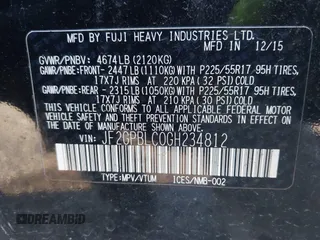 MFD BY FUJI HEAVY INDUSTRIES LTD.
IN 12/15
GVWR/PNBV: 4674LB (2120KG)
GAWR/PNBE:FRONT- 2447LB(1110KG)WITH P225/55R17 95H TIRES,
17X7J RIMS AT 220 KPA(32 PSI)COLD
GAWR/PNBE:REAR - 2315LB(1050KG)WITH P225/55R17 95H TIRES,
17X7J RIMS AT 220 KPA(32 PSI)COLD
THIS VEHICLE CONFORMS TO ALL APPLICABLE FEDERAL MOTOR
VEHICLE SAFETY, BUMPER, AND THEFT PREVENTION STANDARDS
IN EFFECT ON THE DATE OF MANUFACTURE SHOWN ABOVE.
VIN: JF2GPBLC0GH234812
TYPE:MPV/VTUM ICES/NMB-002
© DREAMBID